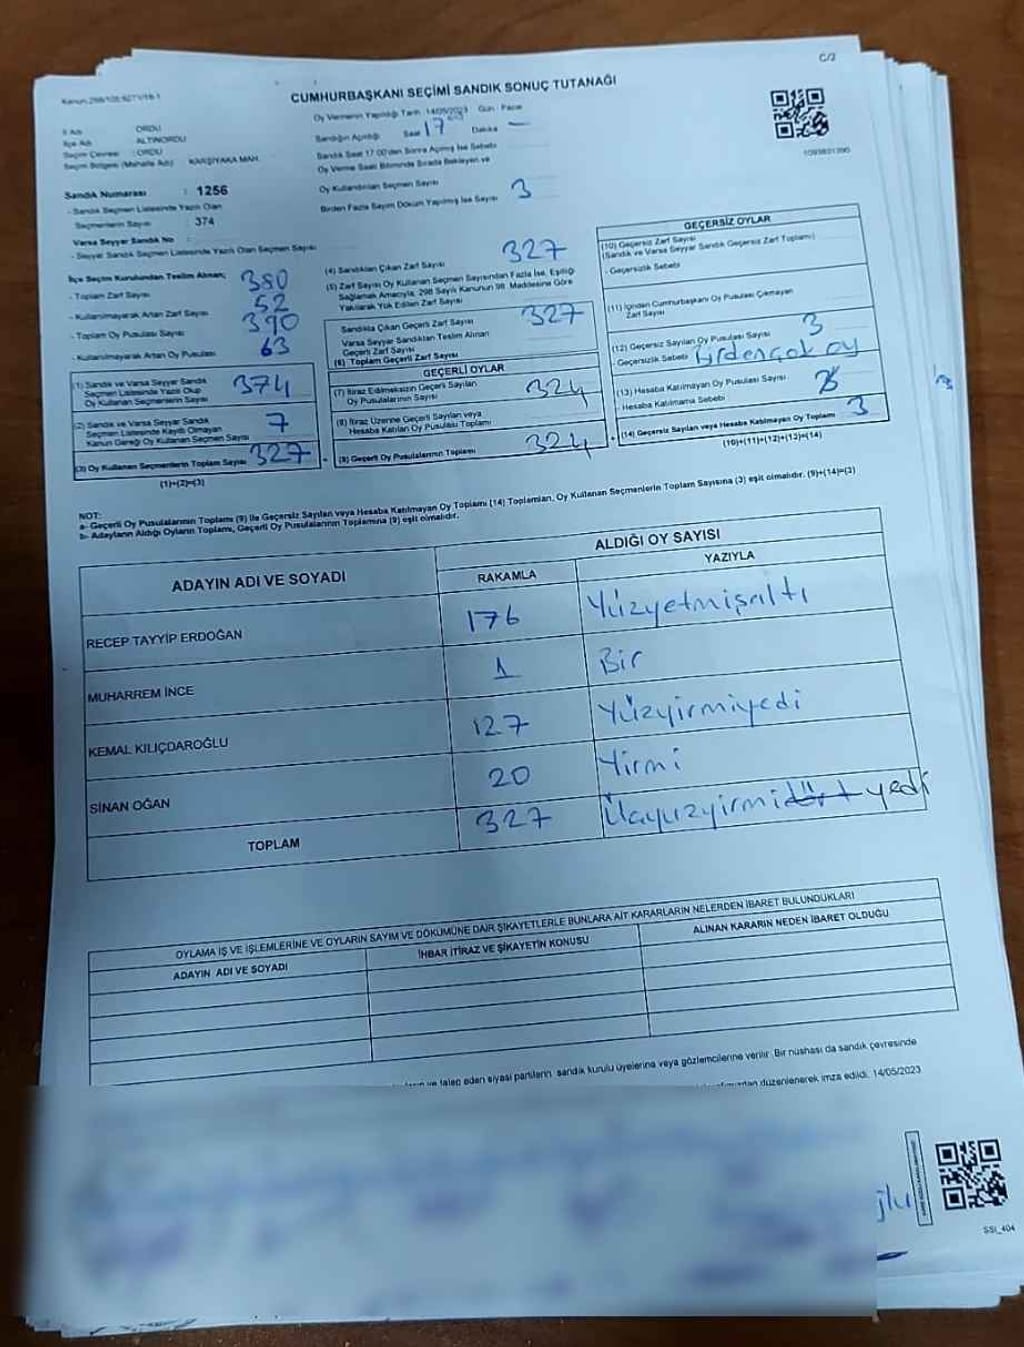 C/2
CUMHURBAŞKANI SEÇİMİ SANDIK SONUÇ TUTANAĞI
Oy Vermenin Yapıldığı Tarih 14/05/2023 Gün : Pazar
İl Adı ORDU
İlçe Adı ALTINORDU
Seçim Çevresi : ORDU
Seçim Bölgesi (Mahalle Adı) KARŞIYAKA MAH.
Sandığın Açıldığı Saat 17 Dakika —
Sandık Saat 17:00'den Sonra Açılmış İse Sebebi
Oy Verme Saati Bitiminde Sırada Bekleyen ve
Oy Kullandırılan Seçmen Sayısı
Birden Fazla Sayım Döküm Yapılmış İse Sayısı 3
Sandık Numarası : 1256
- Sandık Seçmen Listesinde Yazılı Olan
Seçmenlerin Sayısı 374
Varsa Seyyar Sandık No :
- Seyyar Sandık Seçmen Listesinde Yazılı Olan Seçmen Sayısı
İlçe Seçim Kurulundan Teslim Alınan;
- Toplam Zarf Sayısı 380
- Kullanılmayarak Artan Zarf Sayısı 52
- Toplam Oy Pusulası Sayısı 390
- Kullanılmayarak Artan Oy Pusulası 63
(1) Sandık ve Varsa Seyyar Sandık
Seçmen Listesinde Yazılı Olup
Oy Kullanan Seçmenlerin Sayısı 374
(2) Sandık ve Varsa Seyyar Sandık
Seçmen Listesinde Kayıtlı Olmayan
Kanun Gereği Oy Kullanan Seçmen Sayısı 7
(3) Oy Kullanan Seçmenlerin Toplam Sayısı 327
(1)+(2)=(3)
(4) Sandıktan Çıkan Zarf Sayısı 327
(5) Zarf Sayısı Oy Kullanan Seçmen Sayısından Fazla İse, Eşitliği
Sağlamak Amacıyla, 298 Sayılı Kanunun 98. Maddesine Göre
Yakılarak Yok Edilen Zarf Sayısı
Sandıkta Çıkan Geçerli Zarf Sayısı 327
Varsa Seyyar Sandıktan Teslim Alınan
Geçerli Zarf Sayısı
(6) Toplam Geçerli Zarf Sayısı
GEÇERLİ OYLAR
(7) İtiraz Edilmeksizin Geçerli Sayılan
Oy Pusulalarının Sayısı 324
(8) İtiraz Üzerine Geçerli Sayılan veya
Hesaba Katılan Oy Pusulası Toplamı
(9) Geçerli Oy Pusulalarının Toplamı 324
GEÇERSİZ OYLAR
(10) Geçersiz Zarf Sayısı
(Sandık ve Varsa Seyyar Sandık Geçersiz Zarf Toplamı)
- Geçersizlik Sebebi
(11) İçinden Cumhurbaşkanı Oy Pusulası Çıkmayan
Zarf Sayısı
(12) Geçersiz Sayılan Oy Pusulası Sayısı 3
- Geçersizlik Sebebi Birden çok oy
(13) Hesaba Katılmayan Oy Pusulası Sayısı
- Hesaba Katılmama Sebebi
(14) Geçersiz Sayılan veya Hesaba Katılmayan Oy Toplamı 3
(10)+(11)+(12)+(13)=(14)
NOT:
a- Geçerli Oy Pusulalarının Toplamı (9) ile Geçersiz Sayılan veya Hesaba Katılmayan Oy Toplamı (14) Toplamları, Oy Kullanan Seçmenlerin Toplam Sayısına (3) eşit olmalıdır. (9)+(14)=(3)
b- Adayların Aldığı Oyların Toplamı, Geçerli Oy Pusulalarının Toplamına (9) eşit olmalıdır.
ADAYIN ADI VE SOYADI
ALDIĞI OY SAYISI
RAKAMLA YAZIYLA
RECEP TAYYİP ERDOĞAN 176 Yüzyetmişaltı
MUHARREM İNCE 1 Bir
KEMAL KILIÇDAROĞLU 127 Yüzyirmiyedi
SİNAN OĞAN 20 Yirmi
TOPLAM 327 Üçyüzyirmidört yedi
OYLAMA İŞ VE İŞLEMLERİNE VE OYLARIN SAYIM VE DÖKÜMÜNE DAİR ŞİKAYETLERLE BUNLARA AİT KARARLARIN NELERDEN İBARET BULUNDUKLARI
ADAYIN ADI VE SOYADI İHBAR İTİRAZ VE ŞİKAYETİN KONUSU ALINAN KARARIN NEDEN İBARET OLDUĞU
ve talep eden siyasi partilerin sandık kurulu üyelerine veya gözlemcilerine verilir. Bir nüshası da sandık çevresinde
düzenlenerek imza edildi. 14/05/2023
SSI_404